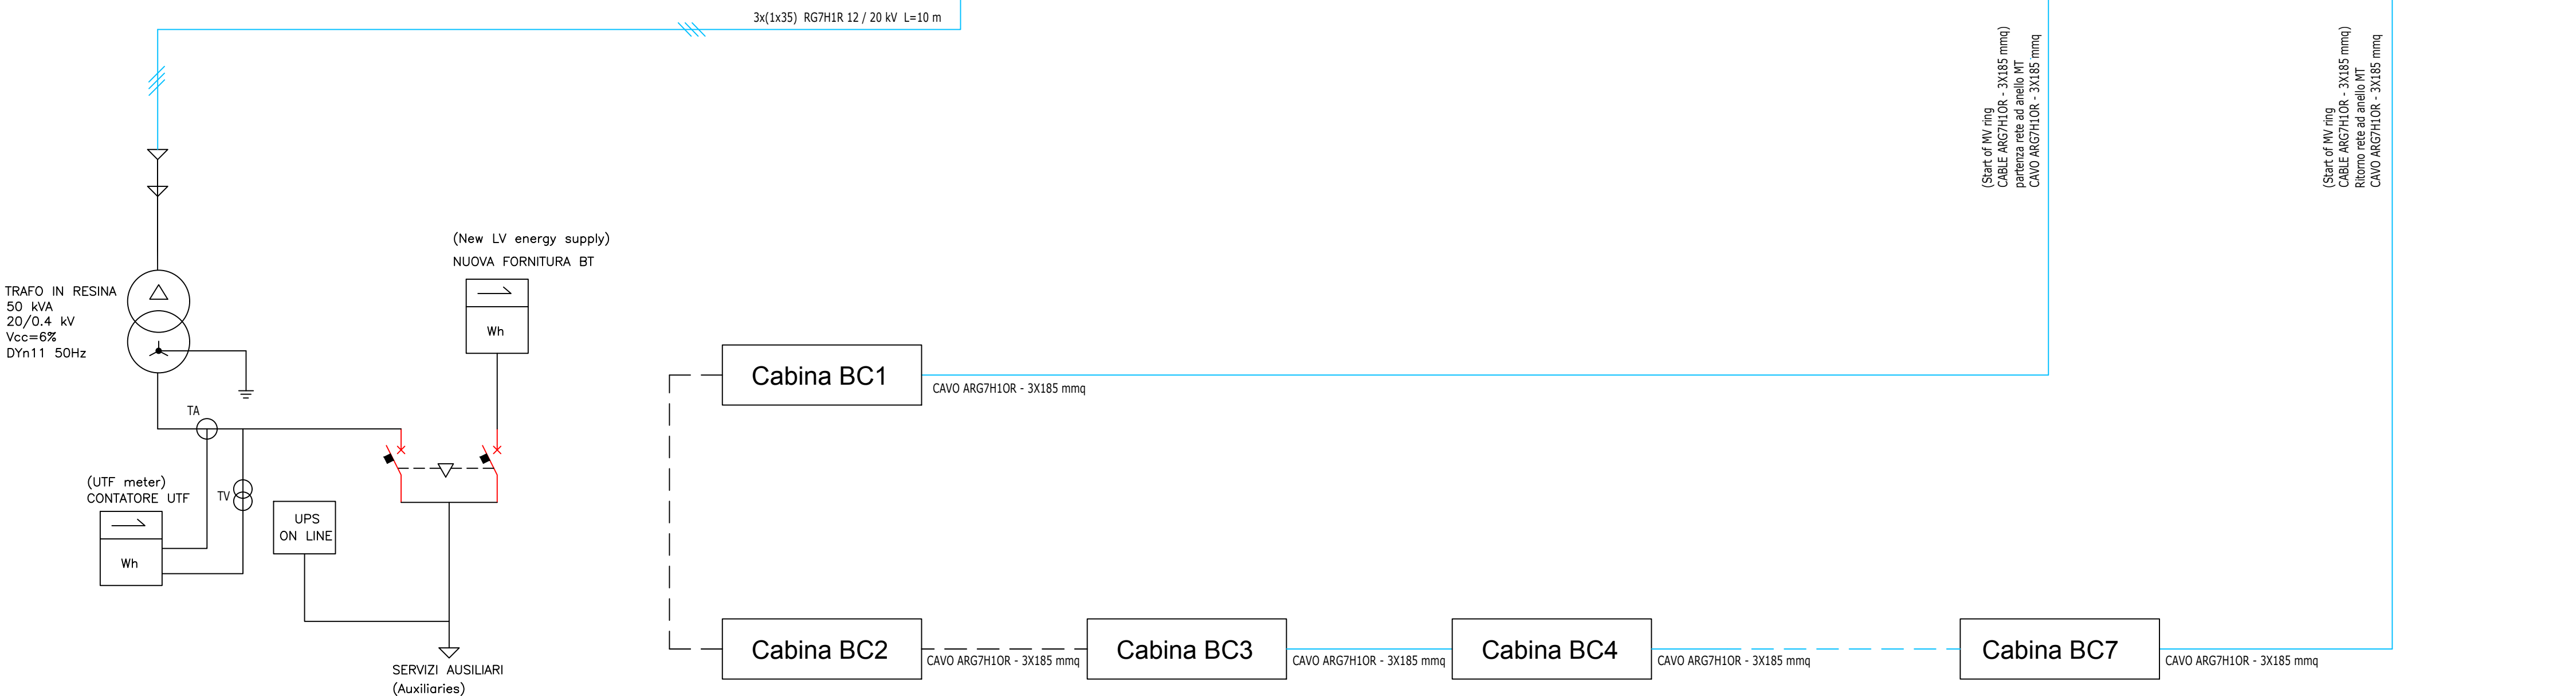 3x(1x35) RG7H1R 12 / 20 kV L=10 m
(Start of MV ring
CABLE ARG7H1OR - 3X185 mmq)
partenza rete ad anello MT
CAVO ARG7H1OR - 3X185 mmq
(Start of MV ring
CABLE ARG7H1OR - 3X185 mmq)
Ritorno rete ad anello MT
CAVO ARG7H1OR - 3X185 mmq
(New LV energy supply)
NUOVA FORNITURA BT
Wh
TRAFO IN RESINA
50 kVA
20/0.4 kV
Vcc=6%
DYn11 50Hz
TA
(UTF meter)
CONTATORE UTF
TV
Wh
UPS
ON LINE
SERVIZI AUSILIARI
(Auxiliaries)
Cabina BC1
CAVO ARG7H1OR - 3X185 mmq
Cabina BC2
CAVO ARG7H1OR - 3X185 mmq
Cabina BC3
CAVO ARG7H1OR - 3X185 mmq
Cabina BC4
CAVO ARG7H1OR - 3X185 mmq
Cabina BC7
CAVO ARG7H1OR - 3X185 mmq